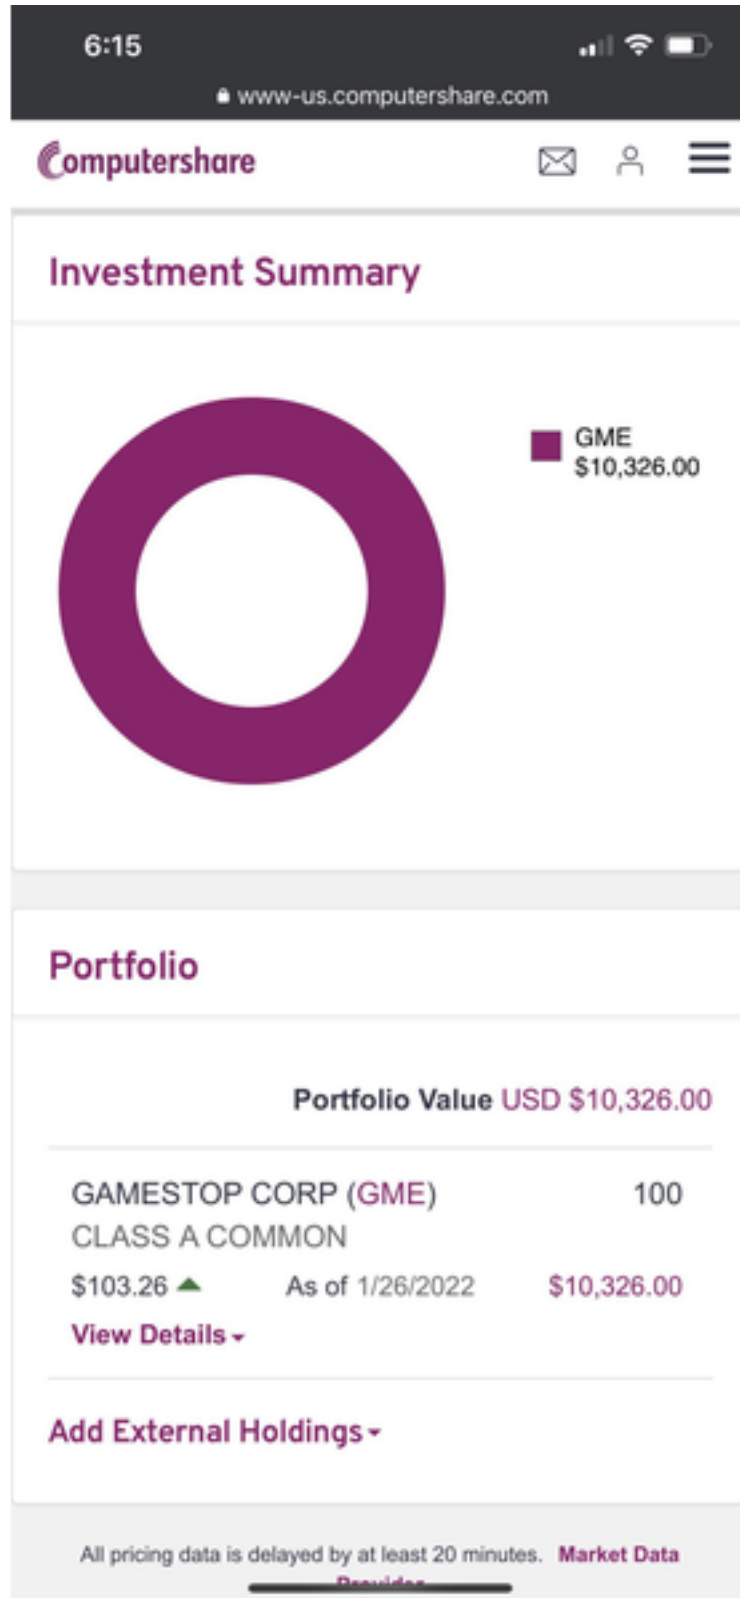 6:15
www-us.computershare.com
Computershare
Investment Summary
GME
$10,326.00
Portfolio
Portfolio Value USD $10,326.00
GAMESTOP CORP (GME) 100
CLASS A COMMON
$103.26 As of 1/26/2022 $10,326.00
View Details
Add External Holdings
All pricing data is delayed by at least 20 minutes. Market Data